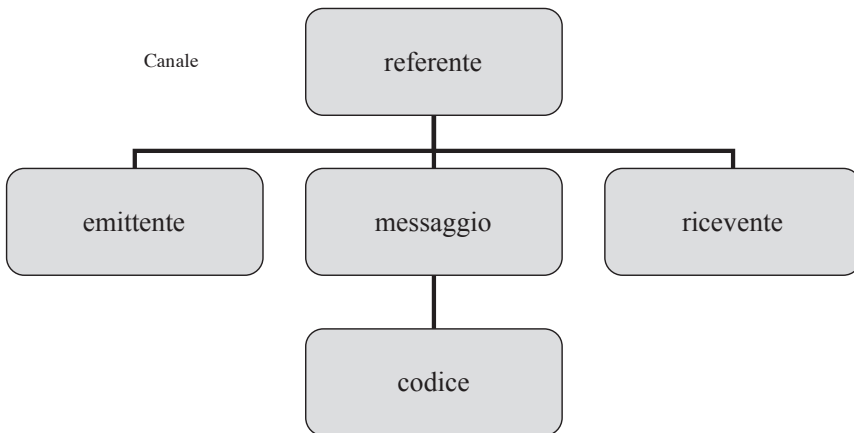 Canale
referente
emittente
messaggio
ricevente
codice